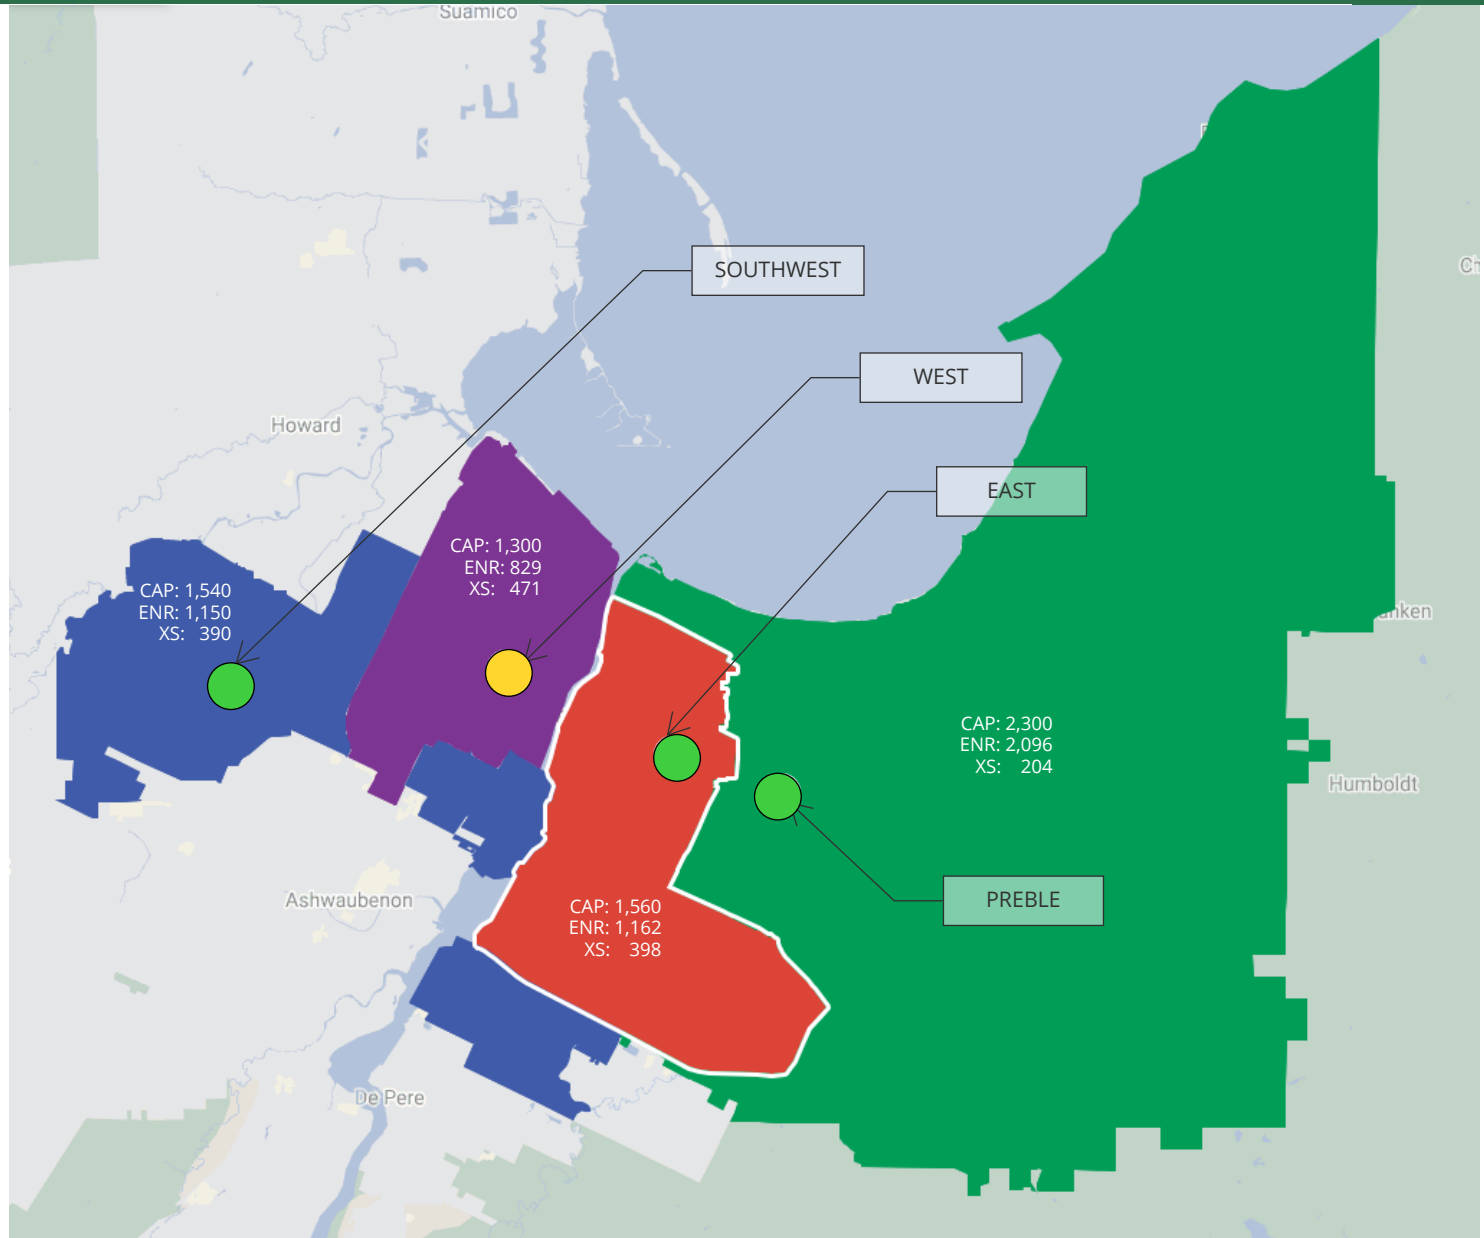 Suamico
SOUTHWEST
WEST
Howard
EAST
CAP: 1,300
ENR: 829
XS: 471
CAP: 1,540
ENR: 1,150
XS: 390
CAP: 2,300
ENR: 2,096
XS: 204
Humboldt
Ashwaubenon
PREBLE
CAP: 1,560
ENR: 1,162
XS: 398
De Pere